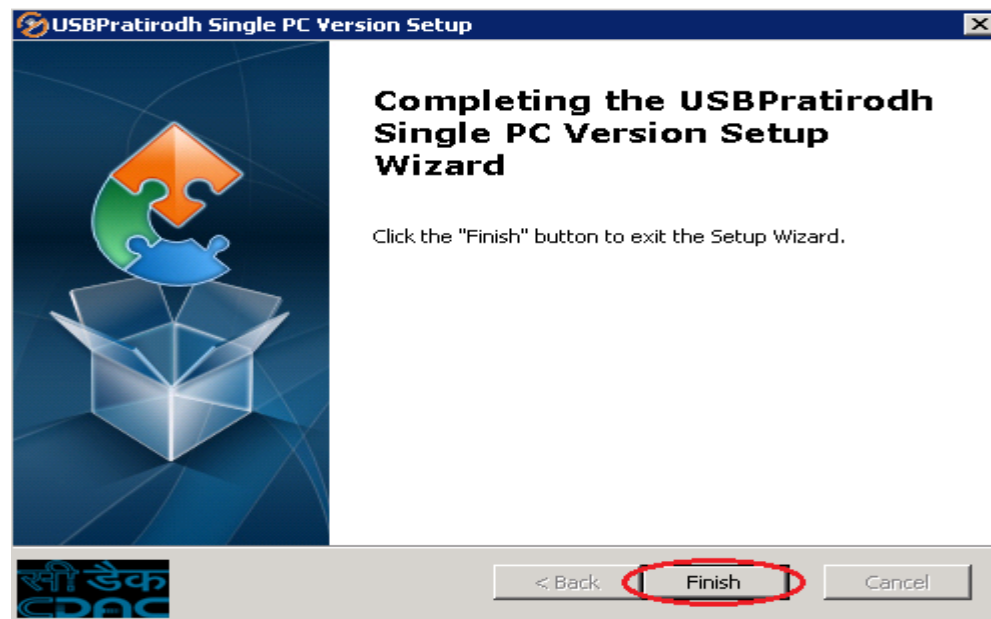 USBPratirodh Single PC Version Setup
Completing the USBPratirodh
Single PC Version Setup
Wizard
Click the "Finish" button to exit the Setup Wizard.
सी डैक
CDAC
< Back
Finish
Cancel